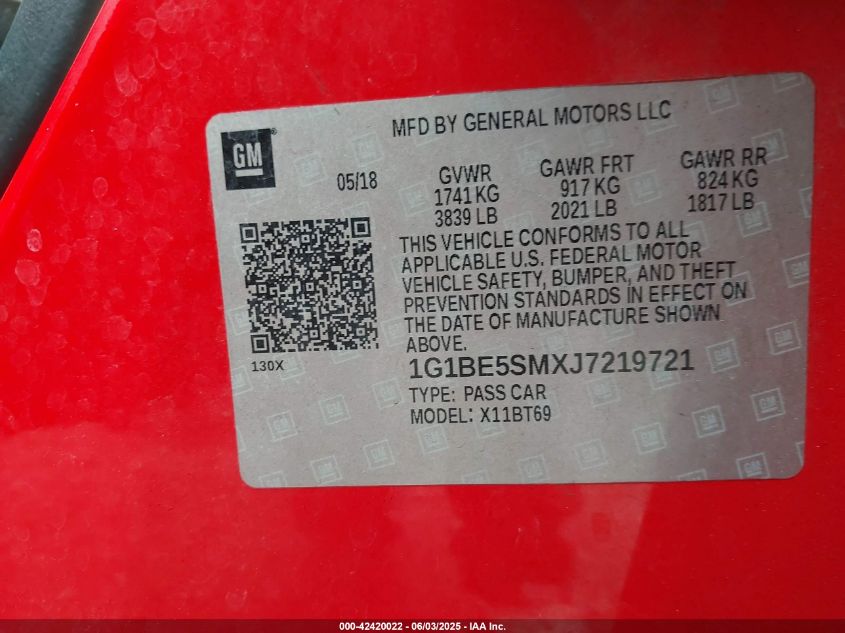 MFD BY GENERAL MOTORS LLC
GM®
05/18
GVWR GAWR FRT GAWR RR
1741 KG 917 KG 824 KG
3839 LB 2021 LB 1817 LB
THIS VEHICLE CONFORMS TO ALL
APPLICABLE U.S. FEDERAL MOTOR
VEHICLE SAFETY, BUMPER, AND THEFT
PREVENTION STANDARDS IN EFFECT ON
THE DATE OF MANUFACTURE SHOWN
ABOVE.
130X
1G1BE5SMXJ7219721
TYPE: PASS CAR
MODEL: X11BT69
000-42420022 - 06/03/2025 - IAA Inc.